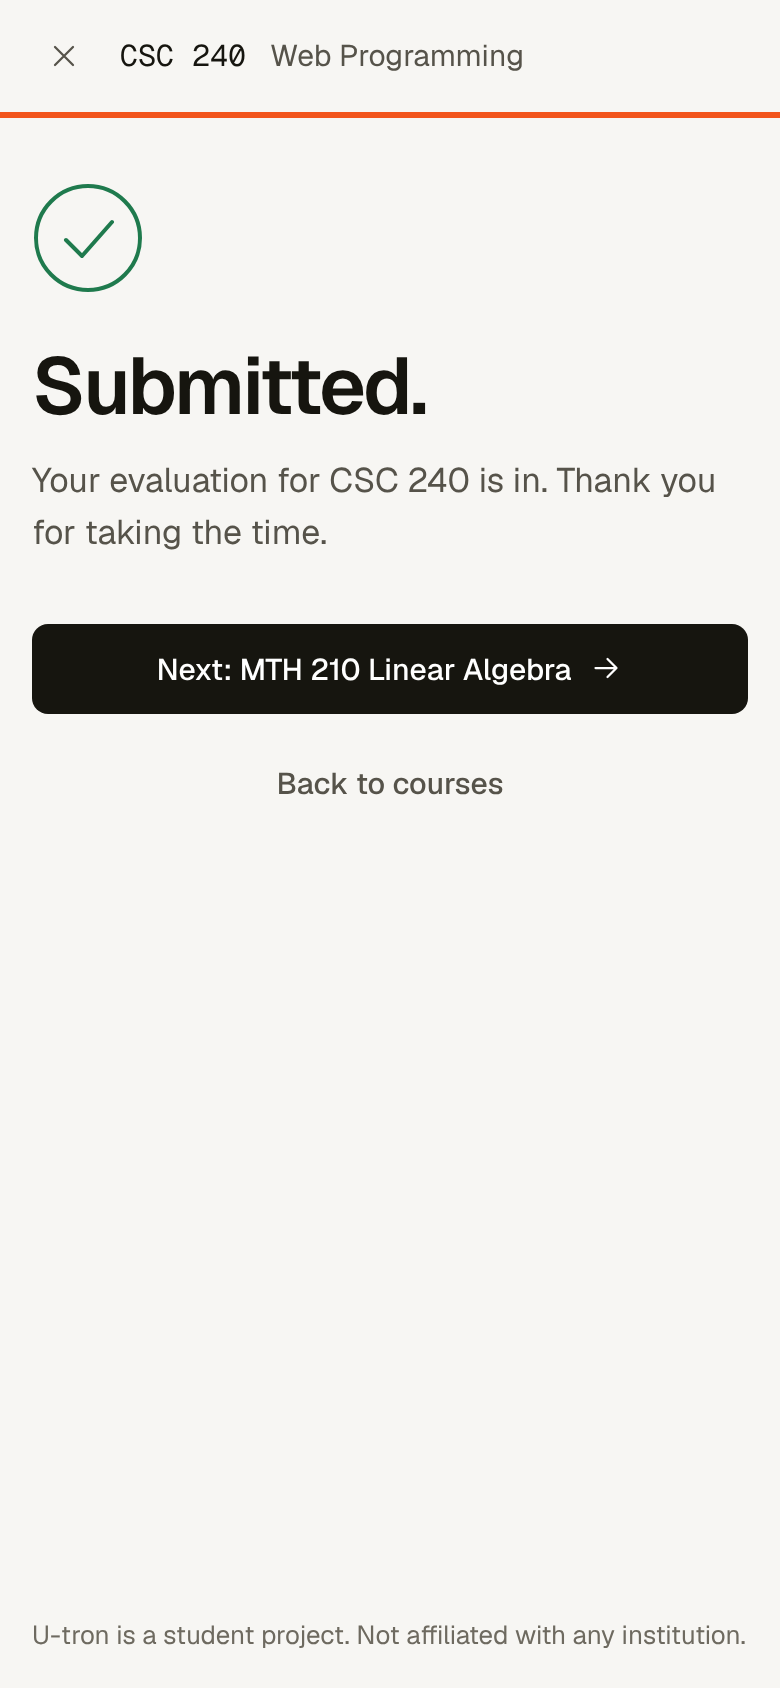 CSC 240 Web Programming
Submitted.
Your evaluation for CSC 240 is in. Thank you
for taking the time.
Next: MTH 210 Linear Algebra →
Back to courses
U-tron is a student project. Not affiliated with any institution.